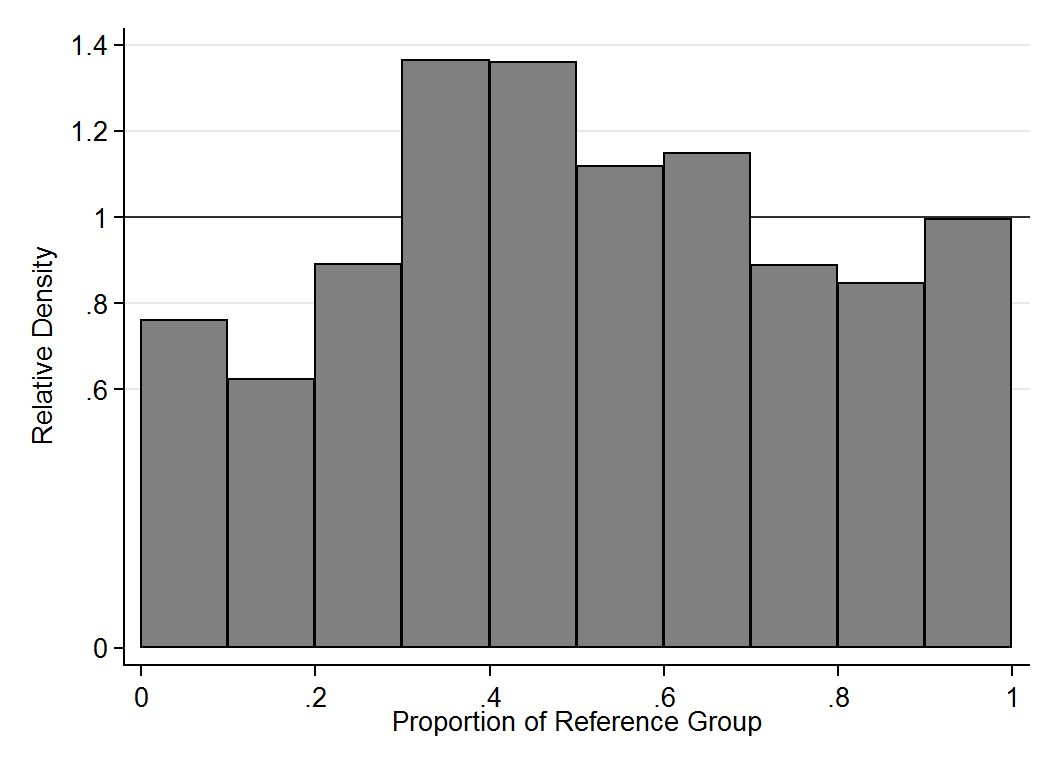 1.4
1.2
1
.8
.6
0
Relative Density
0 .2 .4 .6 .8 1
Proportion of Reference Group